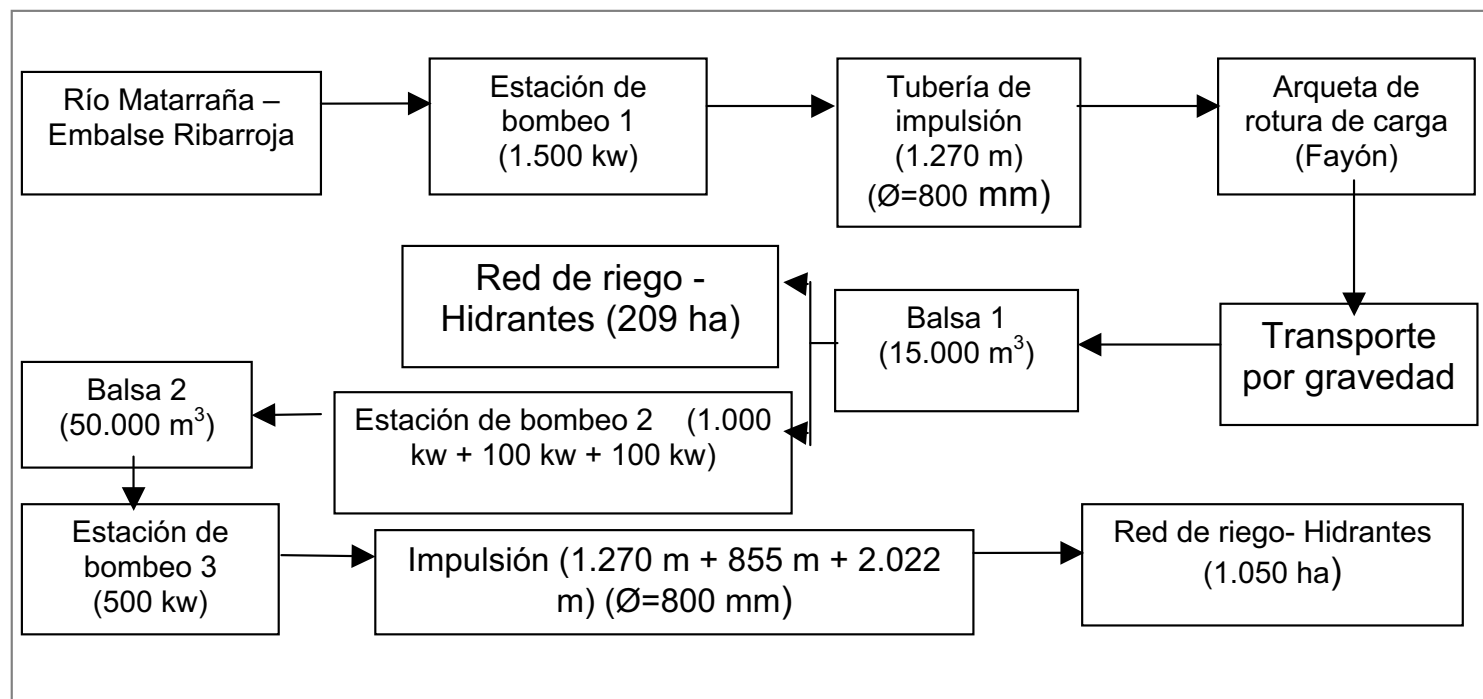 Río Matarraña –
Embalse Ribarroja
Estación de
bombeo 1
(1.500 kw)
Tubería de
impulsión
(1.270 m)
(Ø=800 mm)
Arqueta de
rotura de carga
(Fayón)
Transporte
por gravedad
Balsa 1
(15.000 m³)
Red de riego -
Hidrantes (209 ha)
Estación de bombeo 2 (1.000
kw + 100 kw + 100 kw)
Balsa 2
(50.000 m³)
Estación de
bombeo 3
(500 kw)
Impulsión (1.270 m + 855 m + 2.022
m) (Ø=800 mm)
Red de riego- Hidrantes
(1.050 ha)